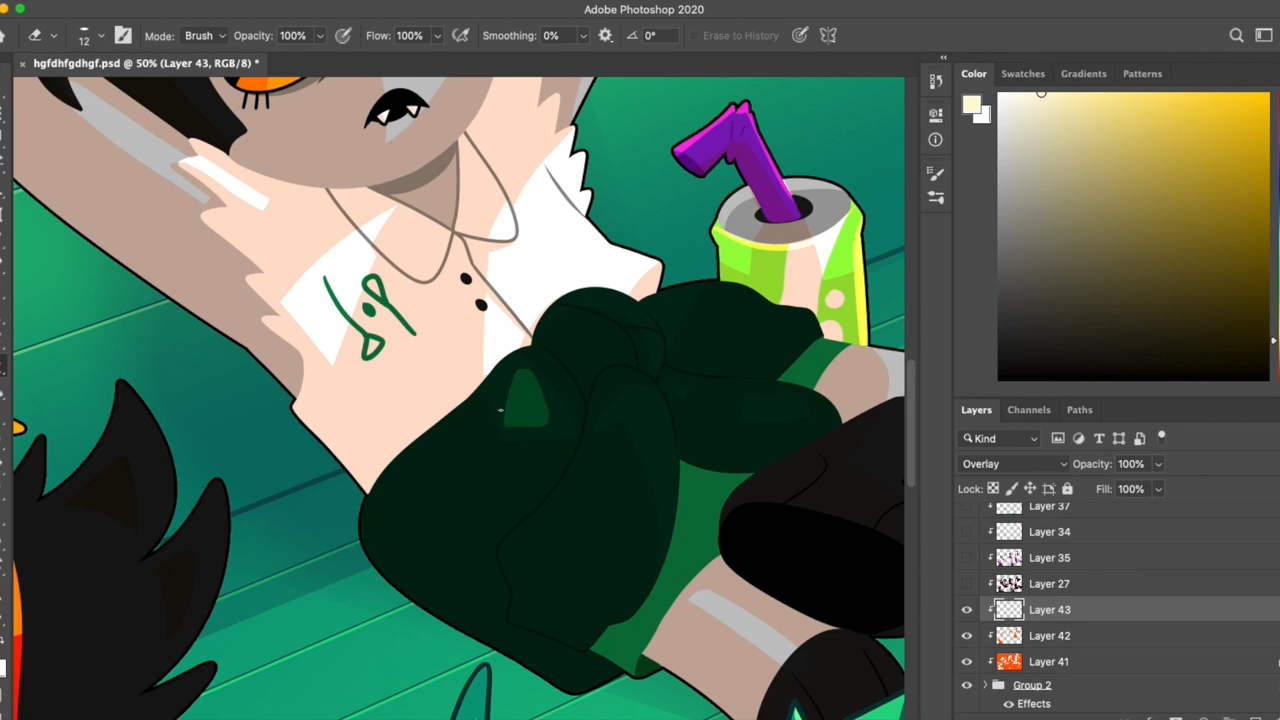 Adobe Photoshop 2020
12
Mode: Brush
Opacity: 100%
Flow: 100%
Smoothing: 0%
0°
Erase to History
× hgfdhfgdhgf.psd @ 50% (Layer 43, RGB/8) *
Color Swatches Gradients Patterns
Layers Channels Paths
Kind
Overlay Opacity: 100%
Lock: Fill: 100%
Layer 37
Layer 34
Layer 35
Layer 27
Layer 43
Layer 42
Layer 41
Group 2
Effects